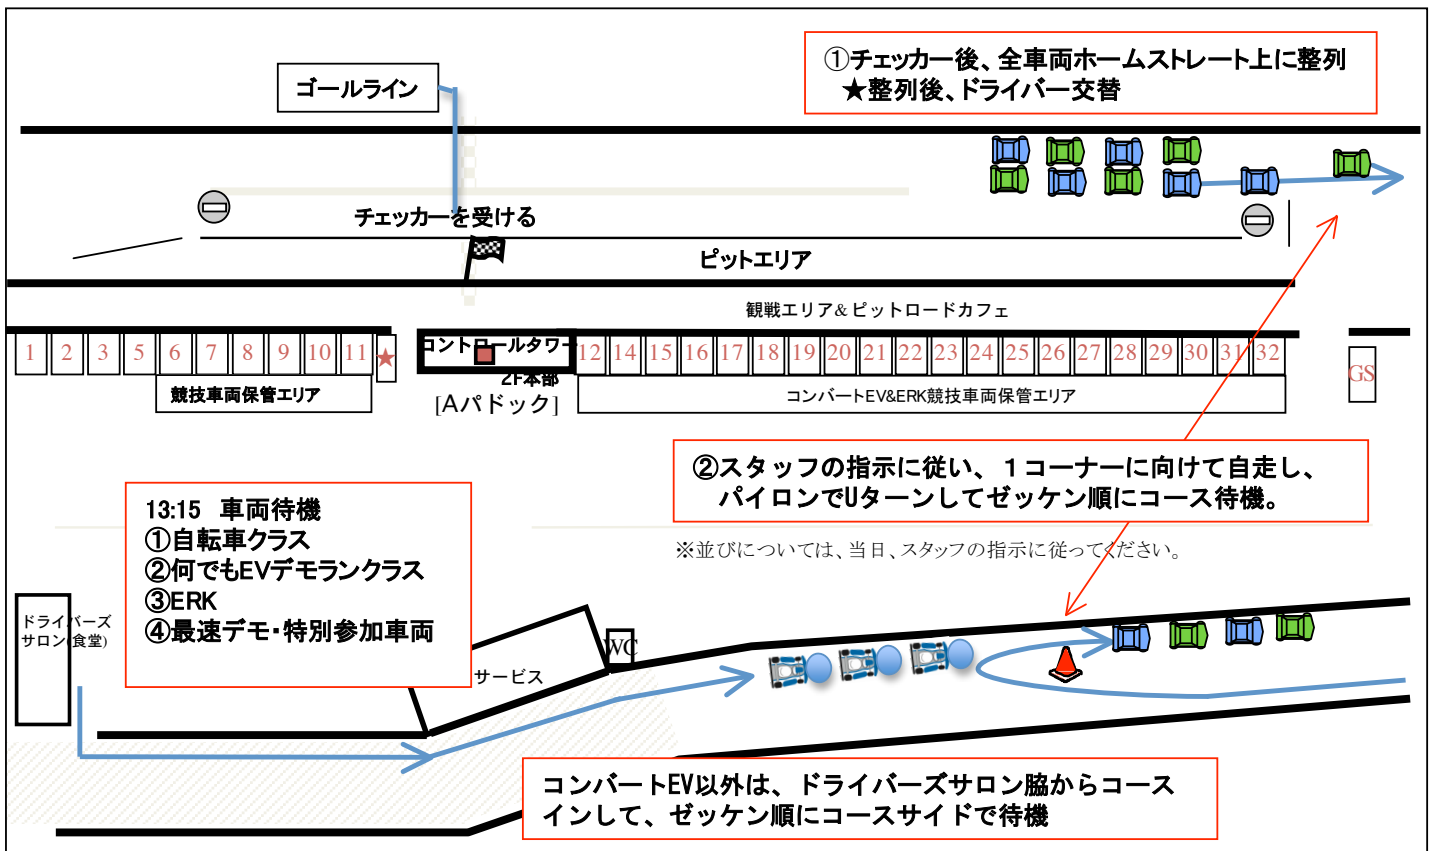 ①チェッカー後、全車両ホームストレート上に整列
★整列後、ドライバー交替
ゴールライン
チェッカーを受ける
ピットエリア
観戦エリア&ピットロードカフェ
1 2 3 5 6 7 8 9 10 11 ★
コントロールタワー
12 14 15 16 17 18 19 20 21 22 23 24 25 26 27 28 29 30 31 32
GS
2F本部
競技車両保管エリア
[Aパドック]
コンバートEV&ERK競技車両保管エリア
②スタッフの指示に従い、１コーナーに向けて自走し、
パイロンでUターンしてゼッケン順にコース待機。
※並びについては、当日、スタッフの指示に従ってください。
13:15 車両待機
①自転車クラス
②何でもEVデモランクラス
③ERK
④最速デモ・特別参加車両
ドライバーズ
サロン(食堂)
WC
サービス
コンバートEV以外は、ドライバーズサロン脇からコース
インして、ゼッケン順にコースサイドで待機